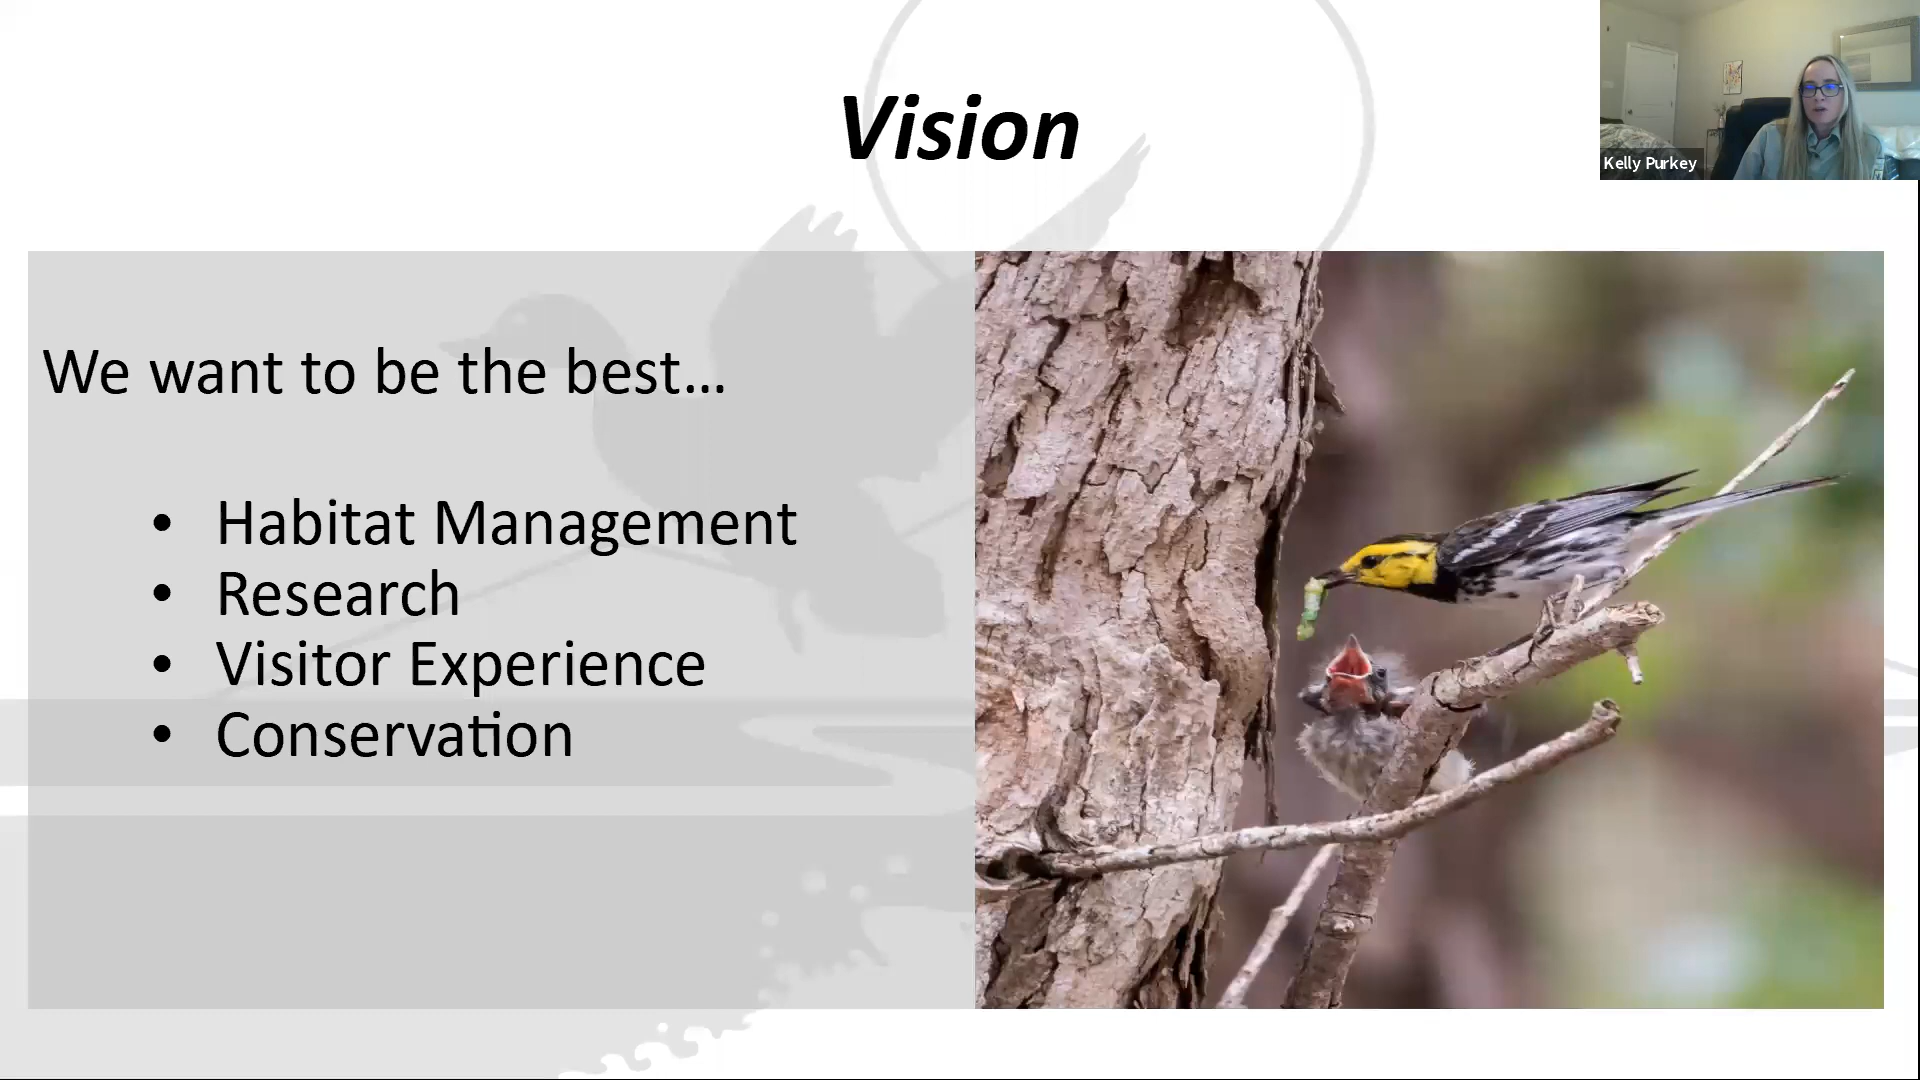 Vision
Kelly Purkey
We want to be the best...
• Habitat Management
• Research
• Visitor Experience
• Conservation